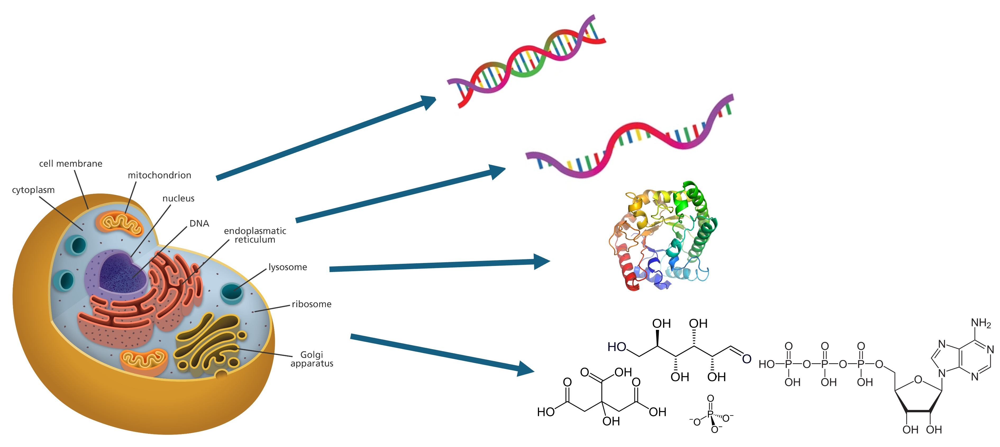 cell membrane
mitochondrion
cytoplasm
nucleus
DNA
endoplasmatic
reticulum
lysosome
ribosome
Golgi
apparatus
OH OH
HO
O
OH OH
O OH
O O
HO OH
OH
O
P
⁻O O⁻
O⁻
NH₂
O O O N N
HO P O P O P O
OH OH OH N N
O
OH OH